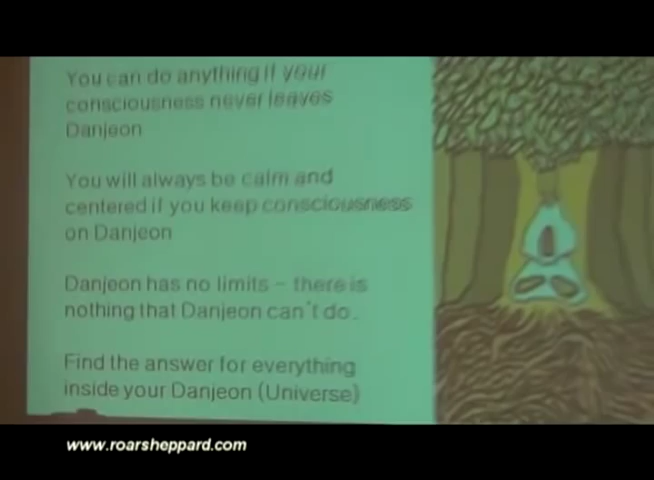 You can do anything if your
consciousness never leaves
Danjeon
You will always be calm and
centered if you keep consciousness
on Danjeon
Danjeon has no limits – there is
nothing that Danjeon can't do.
Find the answer for everything
inside your Danjeon (Universe)
www.roarsheppard.com